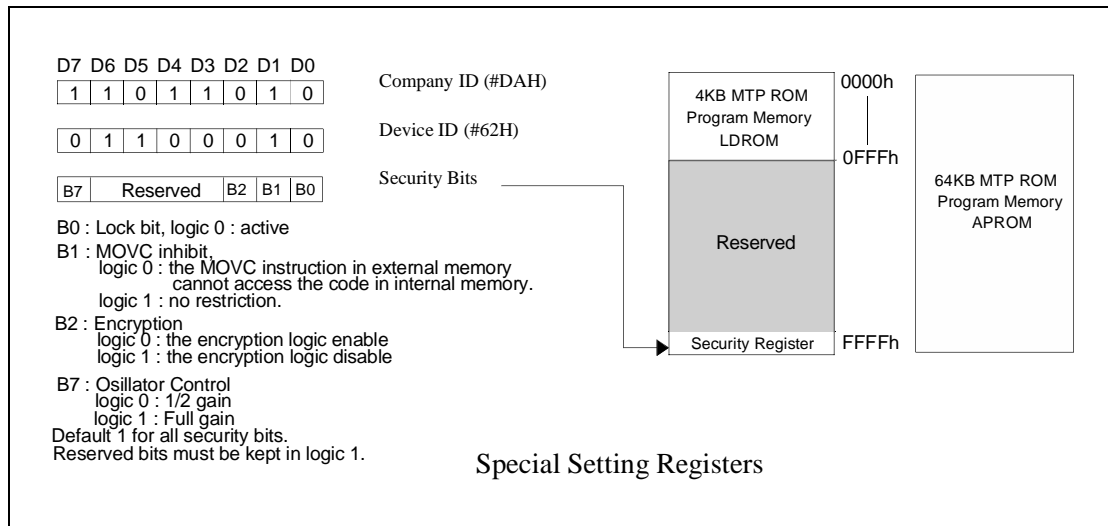 D7 D6 D5 D4 D3 D2 D1 D0
1 1 0 1 1 0 1 0
Company ID (#DAH)
0 1 1 0 0 0 1 0
Device ID (#62H)
B7 Reserved B2 B1 B0
Security Bits
B0 : Lock bit, logic 0 : active
B1 : MOVC inhibit,
logic 0 : the MOVC instruction in external memory
cannot access the code in internal memory.
logic 1 : no restriction.
B2 : Encryption
logic 0 : the encryption logic enable
logic 1 : the encryption logic disable
B7 : Osillator Control
logic 0 : 1/2 gain
logic 1 : Full gain
Default 1 for all security bits.
Reserved bits must be kept in logic 1.
4KB MTP ROM
Program Memory
LDROM
0000h
0FFFh
Reserved
Security Register
FFFFh
64KB MTP ROM
Program Memory
APROM
Special Setting Registers